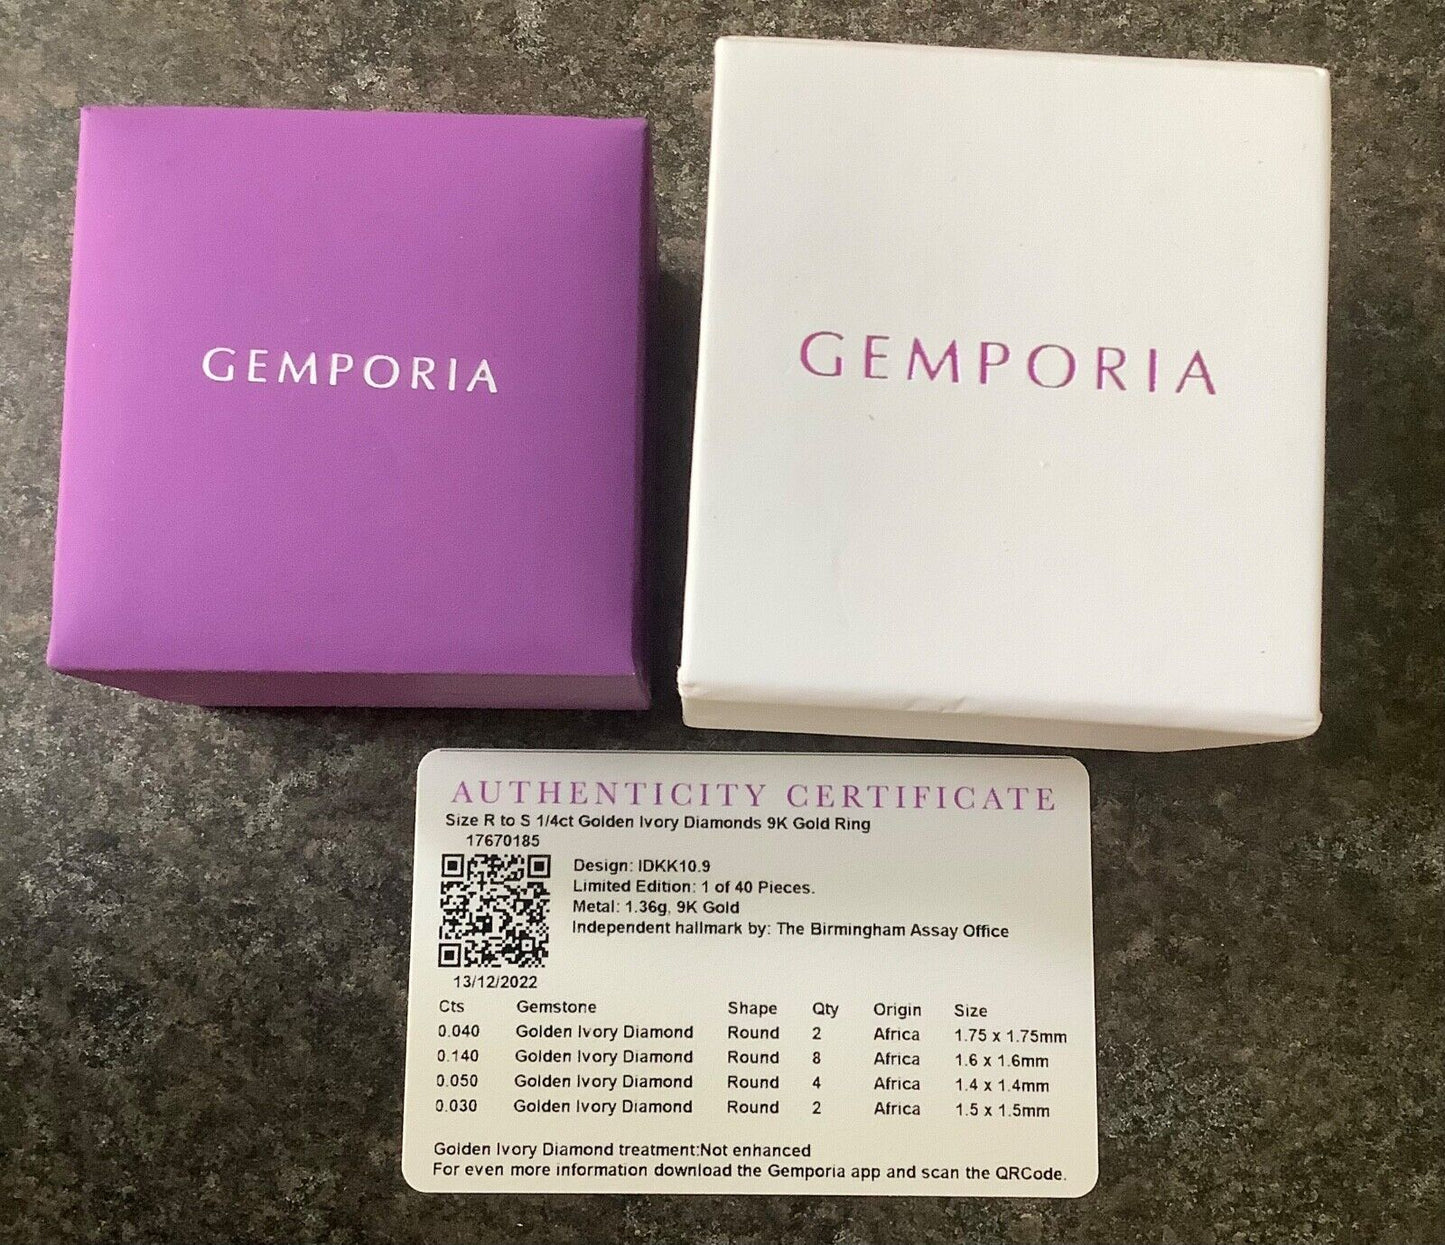 GEMPORIA
GEMPORIA
AUTHENTICITY CERTIFICATE
Size R to S 1/4ct Golden Ivory Diamonds 9K Gold Ring
17670185
Design: IDKK10.9
Limited Edition: 1 of 40 Pieces.
Metal: 1.36g, 9K Gold
Independent hallmark by: The Birmingham Assay Office
13/12/2022
Cts Gemstone Shape Qty Origin Size
0.040 Golden Ivory Diamond Round 2 Africa 1.75 x 1.75mm
0.140 Golden Ivory Diamond Round 8 Africa 1.6 x 1.6mm
0.050 Golden Ivory Diamond Round 4 Africa 1.4 x 1.4mm
0.030 Golden Ivory Diamond Round 2 Africa 1.5 x 1.5mm
Golden Ivory Diamond treatment:Not enhanced
For even more information download the Gemporia app and scan the QRCode.